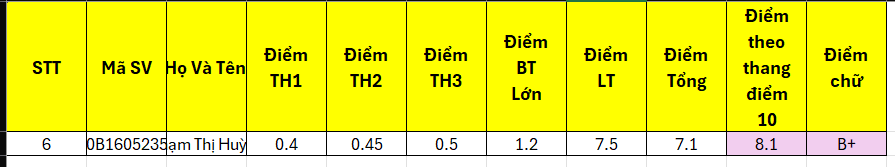 STT Mã SV Họ Và Tên Điểm TH1 Điểm TH2 Điểm TH3 Điểm BT Lớn Điểm LT Điểm Tổng Điểm theo thang điểm 10 Điểm chữ
6 0B1605235 ạm Thị Huỳ 0.4 0.45 0.5 1.2 7.5 7.1 8.1 B+